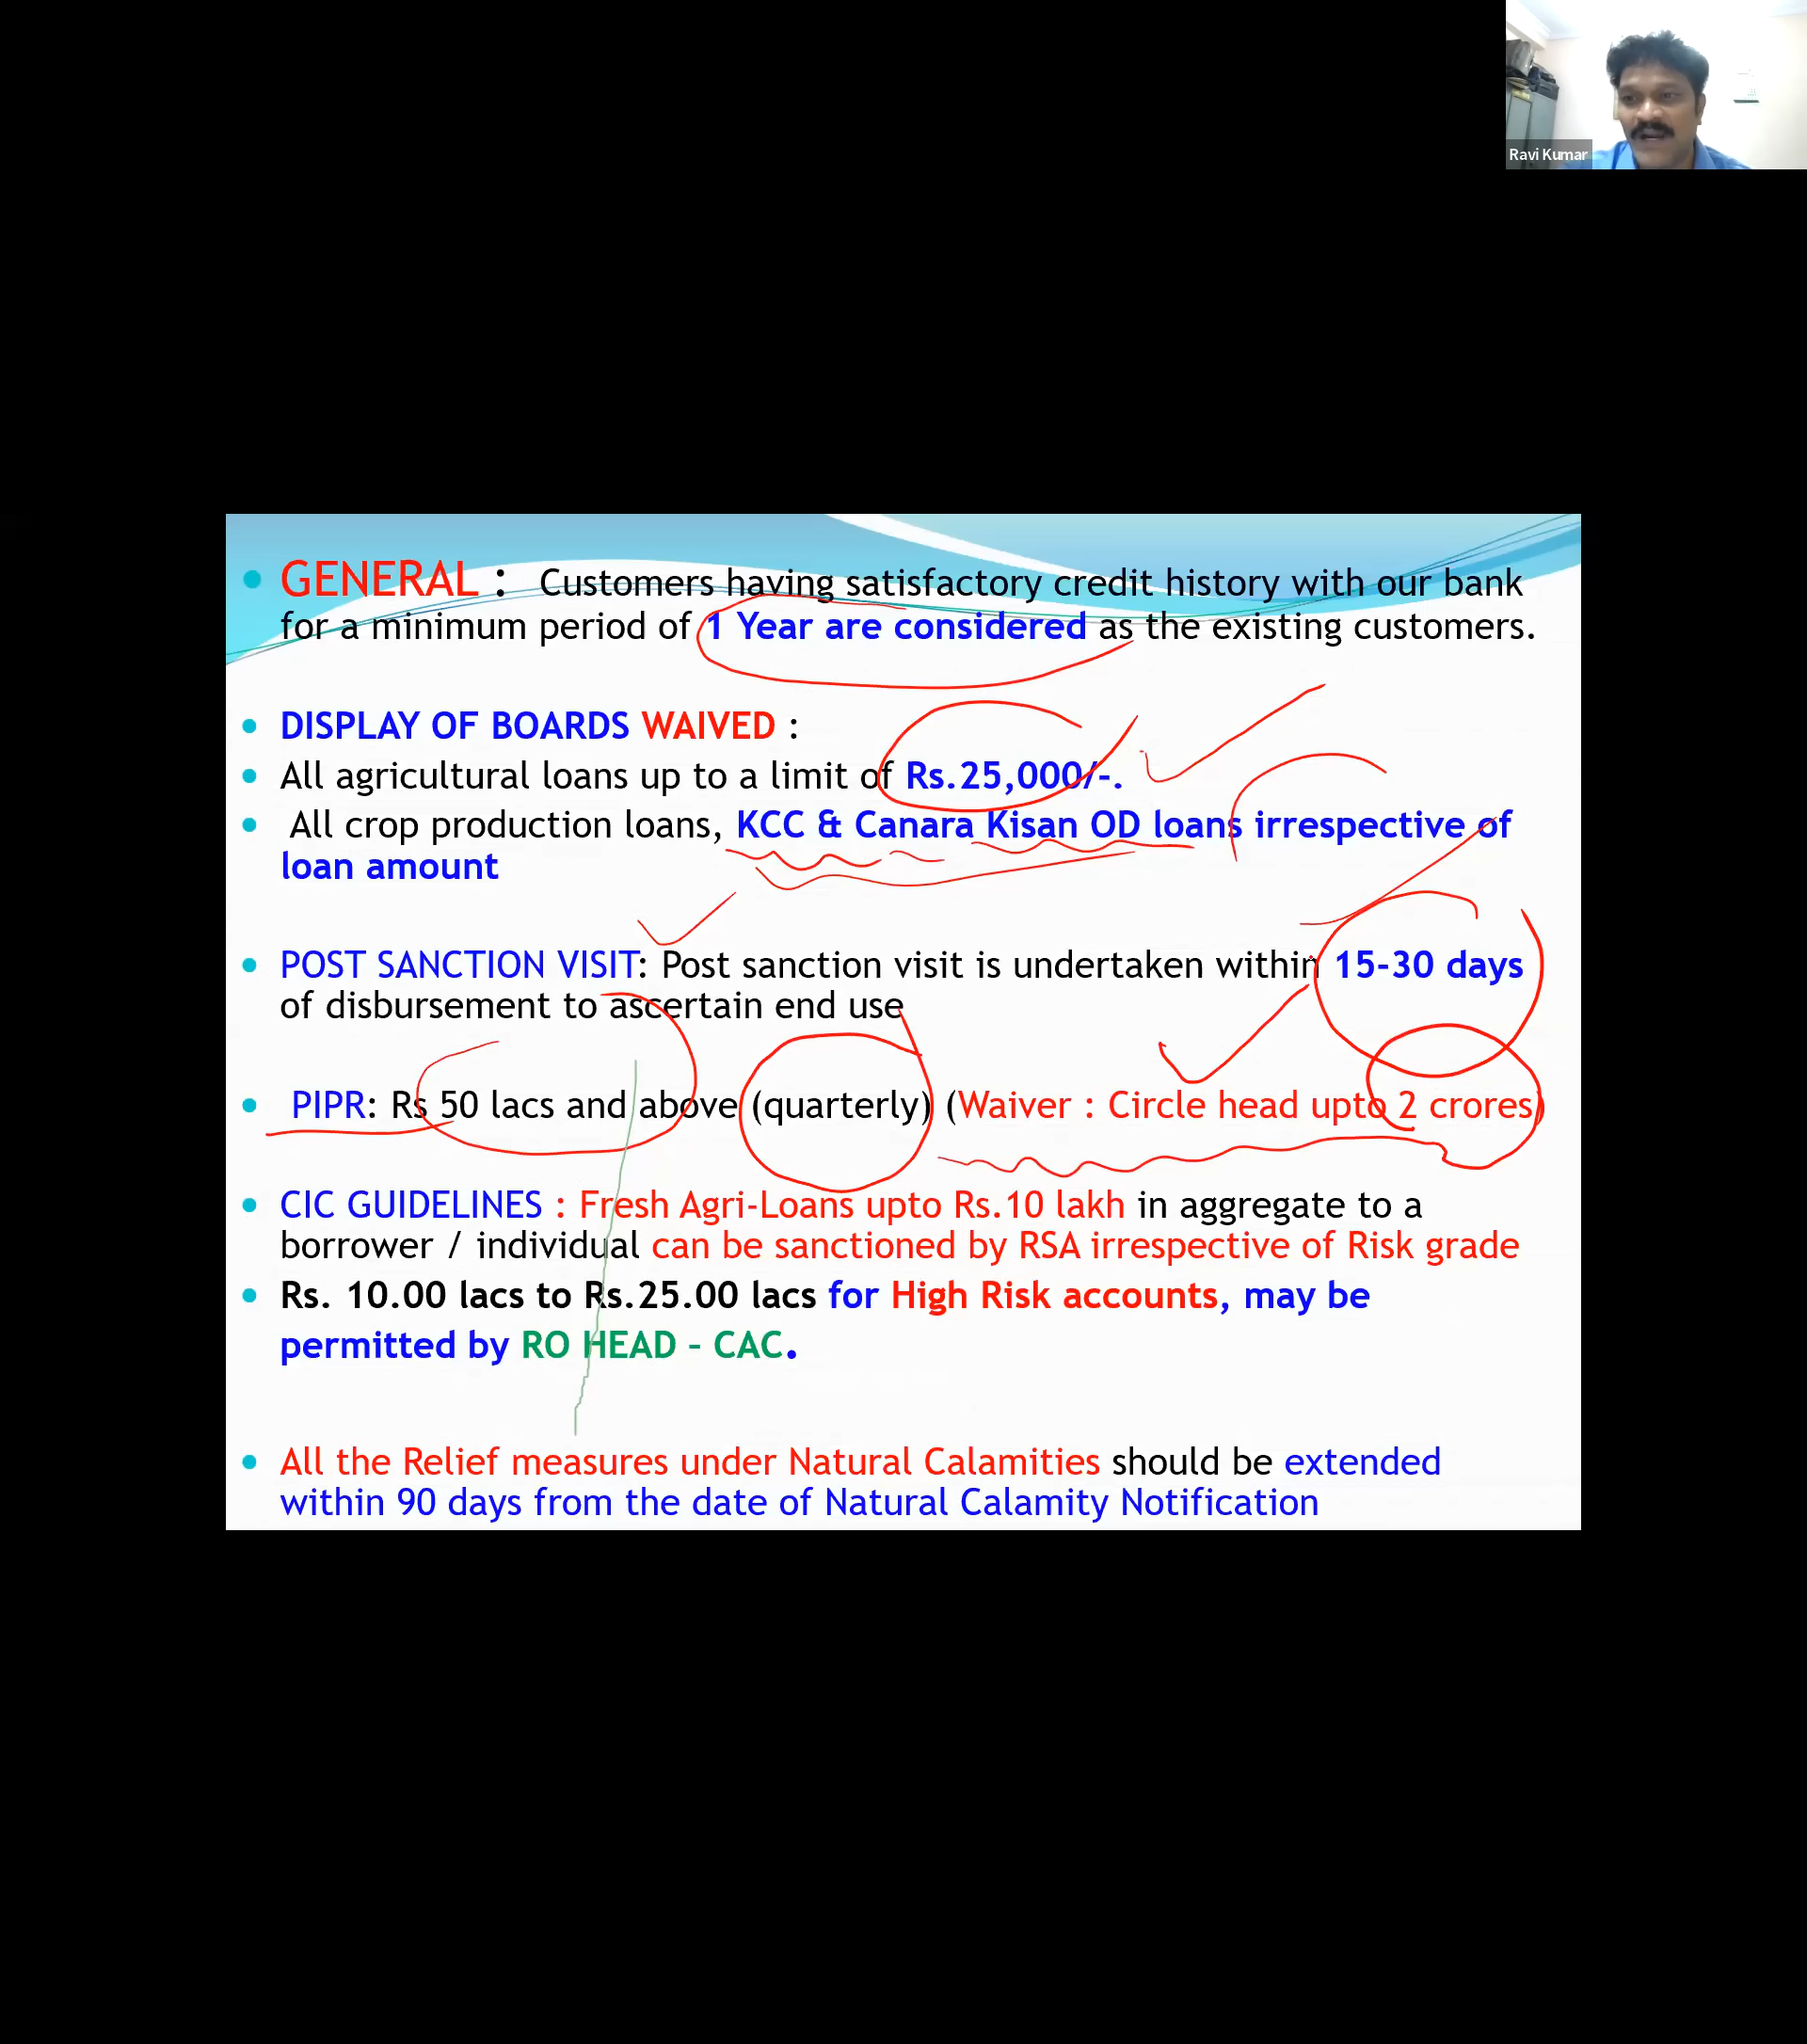 Ravi Kumar
GENERAL : Customers having satisfactory credit history with our bank
for a minimum period of 1 Year are considered as the existing customers.
DISPLAY OF BOARDS WAIVED :
All agricultural loans up to a limit of Rs.25,000/-.
All crop production loans, KCC & Canara Kisan OD loans irrespective of
loan amount
POST SANCTION VISIT: Post sanction visit is undertaken within 15-30 days
of disbursement to ascertain end use
PIPR: Rs 50 lacs and above (quarterly) (Waiver : Circle head upto 2 crores)
CIC GUIDELINES : Fresh Agri-Loans upto Rs.10 lakh in aggregate to a
borrower / individual can be sanctioned by RSA irrespective of Risk grade
Rs. 10.00 lacs to Rs.25.00 lacs for High Risk accounts, may be
permitted by RO HEAD – CAC.
All the Relief measures under Natural Calamities should be extended
within 90 days from the date of Natural Calamity Notification